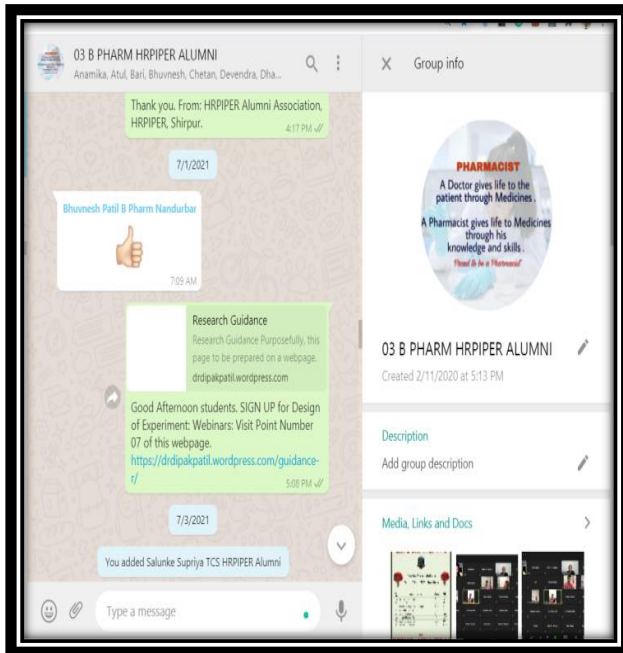 03 B PHARM HRPIPER ALUMNI
Anamika, Atul, Bari, Bhuvnesh, Chetan, Devendra, Dha...
Thank you. From: HRPIPER Alumni Association,
HRPIPER, Shirpur.
4:17 PM
7/1/2021
Bhuvnesh Patil B Pharm Nandurbar
7:09 AM
Research Guidance
Research Guidance Purposefully, this
page to be prepared on a webpage.
drdipakpatil.wordpress.com
Good Afternoon students. SIGN UP for Design
of Experiment: Webinars: Visit Point Number
07 of this webpage.
https://drdipakpatil.wordpress.com/guidance-
r/
5:08 PM
7/3/2021
You added Salunke Supriya TCS HRPIPER Alumni
Type a message
Group info
PHARMACIST
A Doctor gives life to the
patient through Medicines .
A Pharmacist gives life to Medicines
through his
knowledge and skills .
Proud to be a Pharmacist
03 B PHARM HRPIPER ALUMNI
Created 2/11/2020 at 5:13 PM
Description
Add group description
Media, Links and Docs